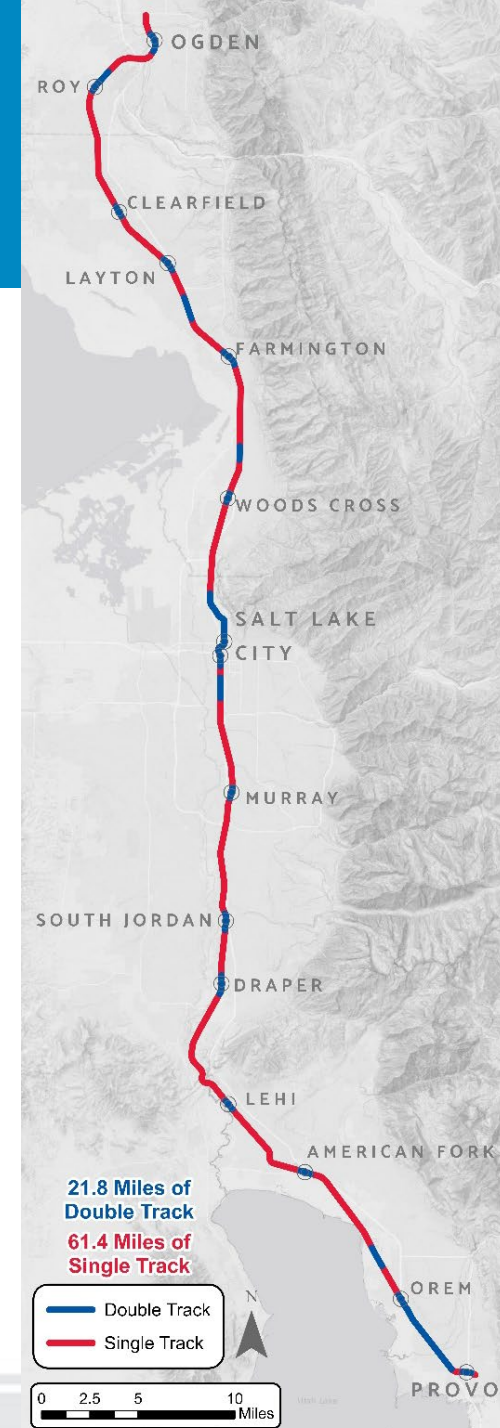 OGDEN
ROY
CLEARFIELD
LAYTON
FARMINGTON
WOODS CROSS
SALT LAKE
CITY
MURRAY
SOUTH JORDAN
DRAPER
LEHI
AMERICAN FORK
21.8 Miles of
Double Track
61.4 Miles of
Single Track
Double Track
Single Track
N
OREM
PROVO
0 2.5 5 10
Miles
Utah Lake